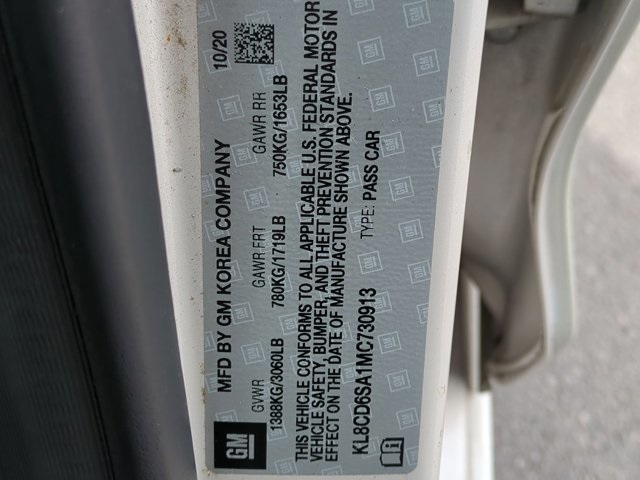 GM
MFD BY GM KOREA COMPANY 10/20
GVWR GAWR FRT GAWR RR
1388KG/3060LB 780KG/1719LB 750KG/1653LB
THIS VEHICLE CONFORMS TO ALL APPLICABLE U.S. FEDERAL MOTOR
VEHICLE SAFETY, BUMPER, AND THEFT PREVENTION STANDARDS IN
EFFECT ON THE DATE OF MANUFACTURE SHOWN ABOVE.
KL8CD6SA1MC730913 TYPE: PASS CAR